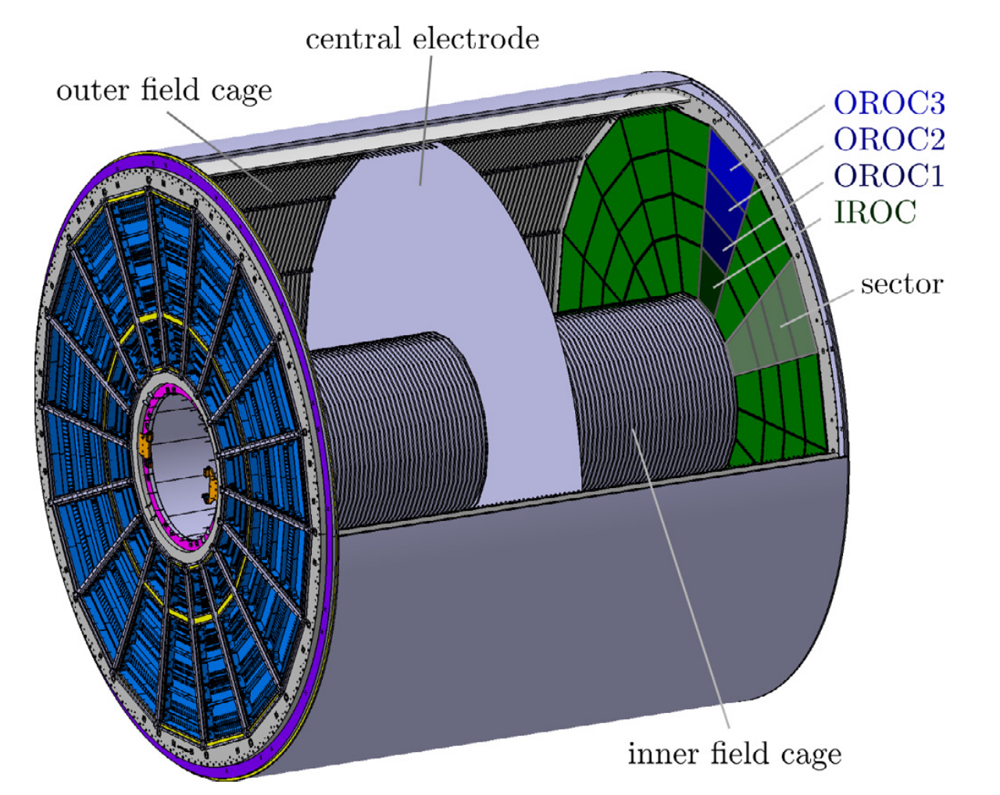 central electrode
outer field cage
OROC3
OROC2
OROC1
IROC
sector
inner field cage